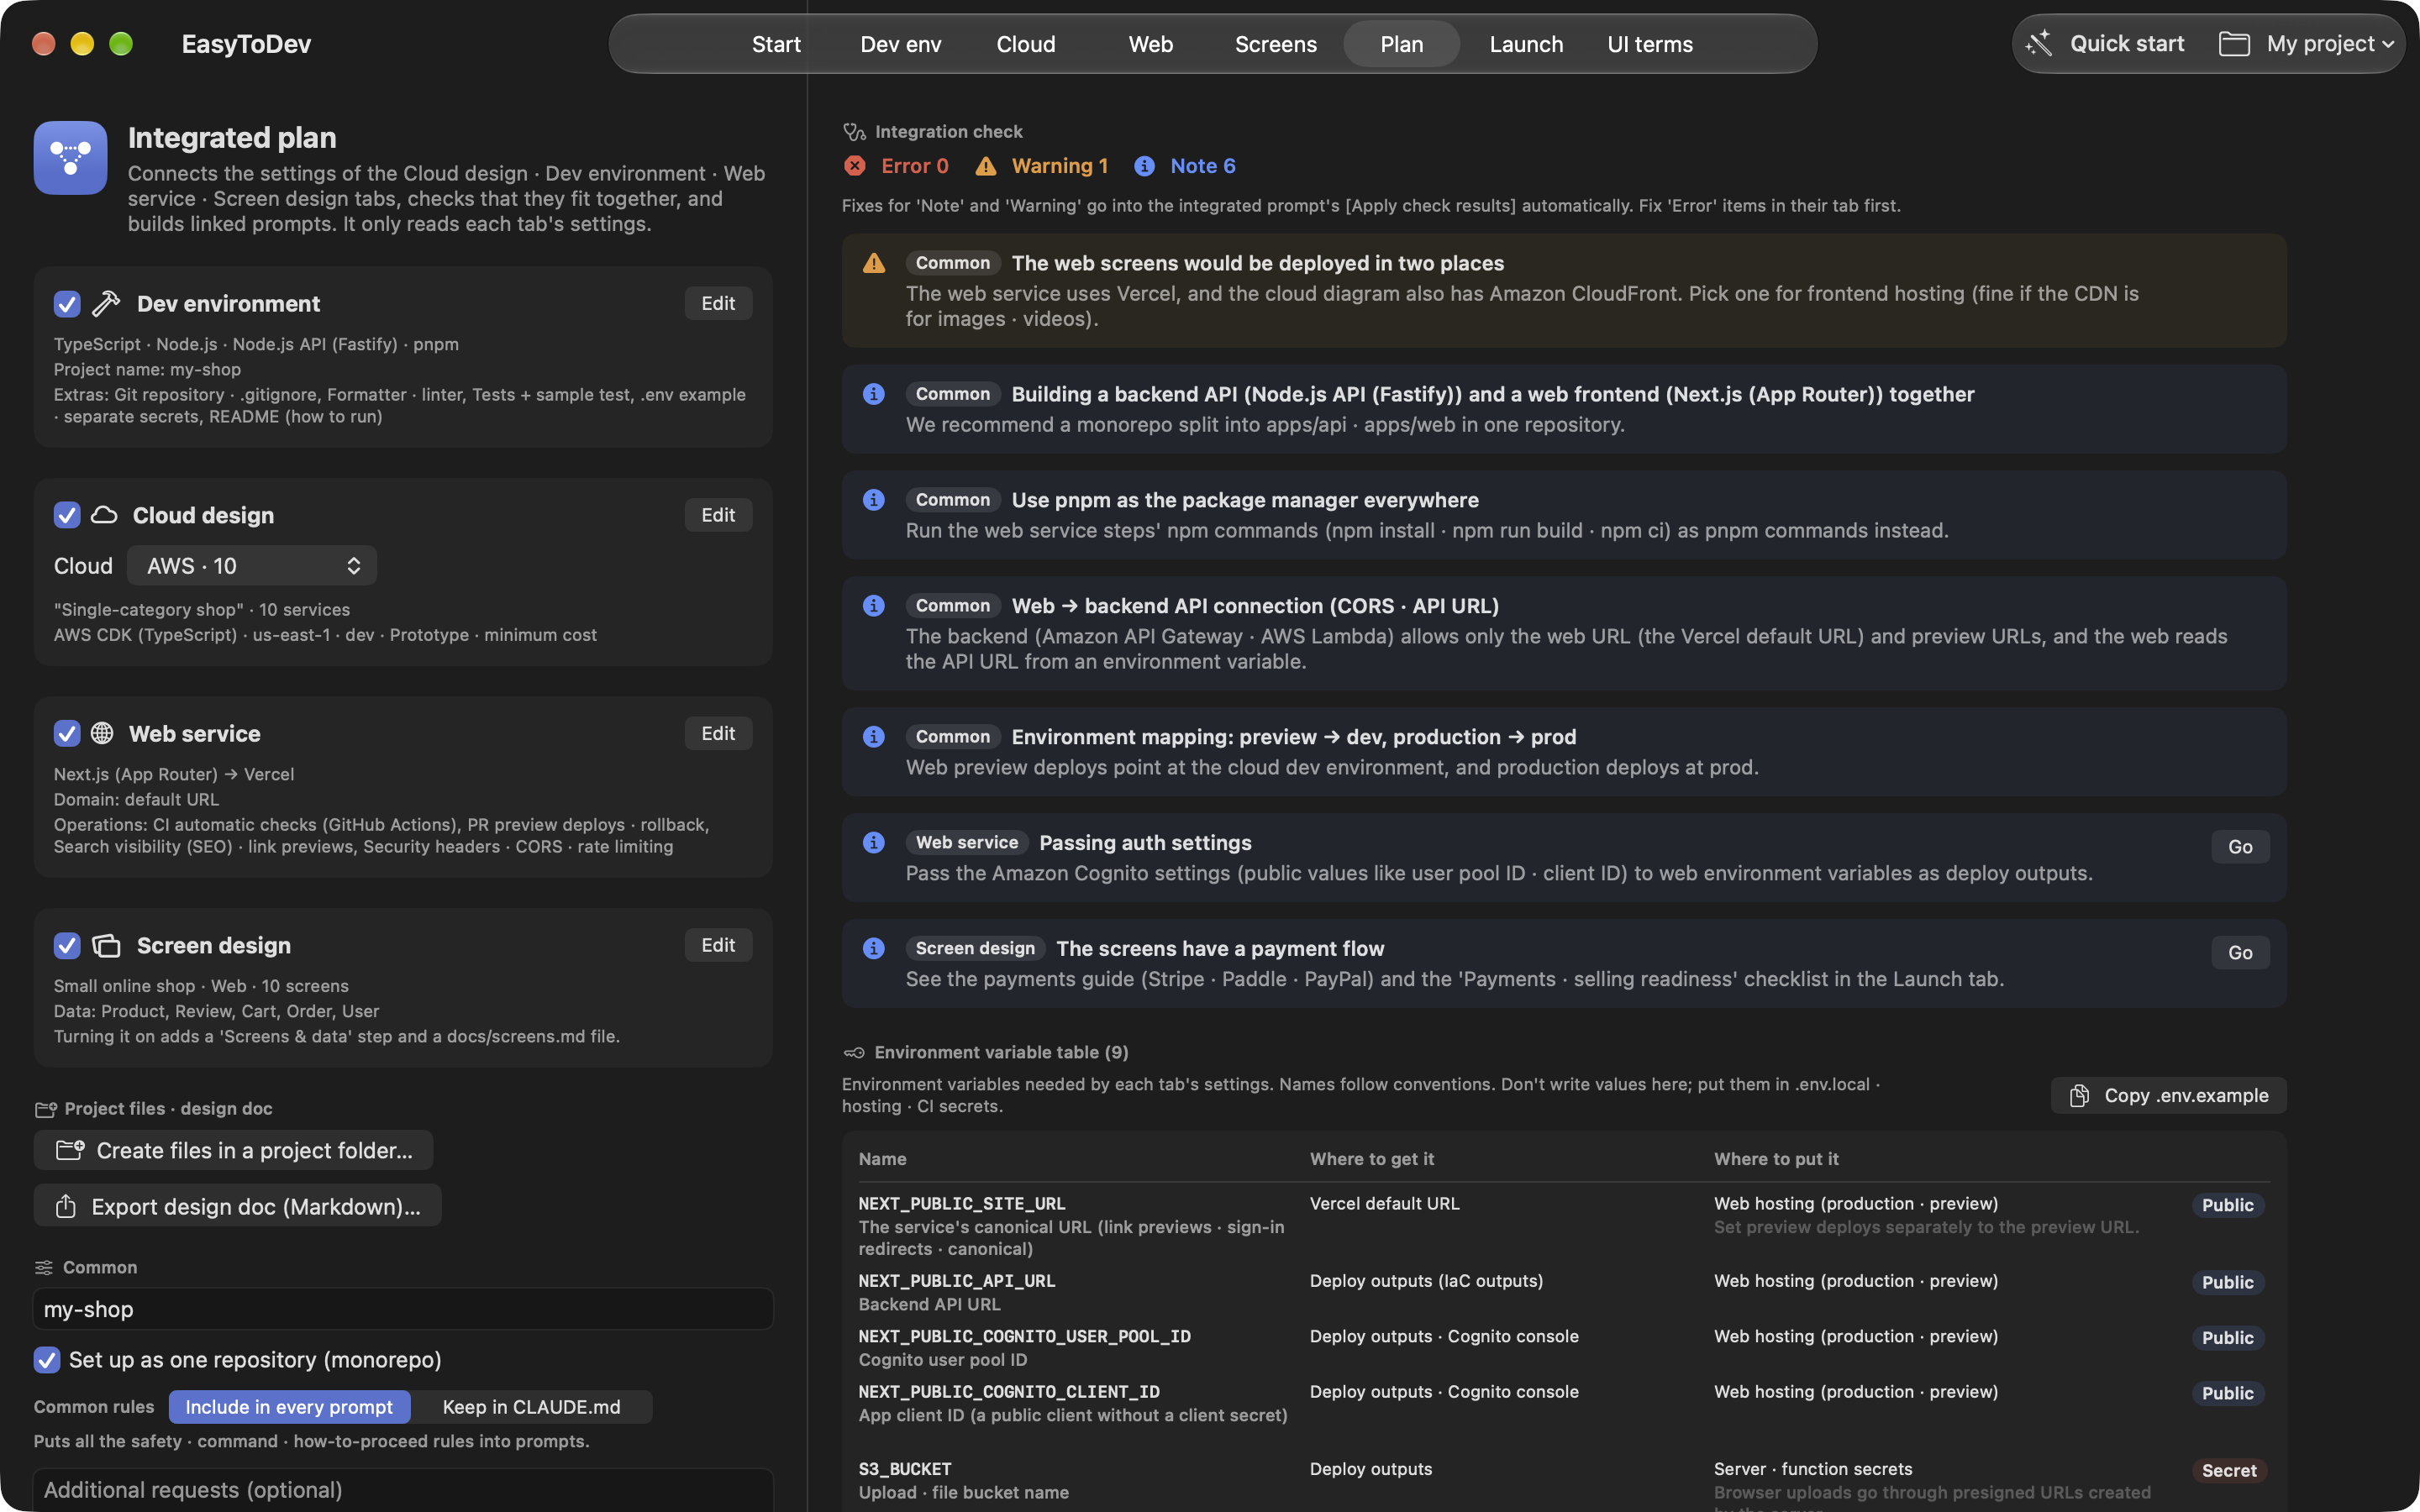 EasyToDev
Start
Dev env
Cloud
Web
Screens
Plan
Launch
UI terms
Quick start
My project
Integrated plan
Connects the settings of the Cloud design · Dev environment · Web
service · Screen design tabs, checks that they fit together, and
builds linked prompts. It only reads each tab's settings.
Dev environment
Edit
TypeScript · Node.js · Node.js API (Fastify) · pnpm
Project name: my-shop
Extras: Git repository · .gitignore, Formatter · linter, Tests + sample test, .env example
· separate secrets, README (how to run)
Cloud design
Edit
Cloud
AWS · 10
"Single-category shop" · 10 services
AWS CDK (TypeScript) · us-east-1 · dev · Prototype · minimum cost
Web service
Edit
Next.js (App Router) → Vercel
Domain: default URL
Operations: CI automatic checks (GitHub Actions), PR preview deploys · rollback,
Search visibility (SEO) · link previews, Security headers · CORS · rate limiting
Screen design
Edit
Small online shop · Web · 10 screens
Data: Product, Review, Cart, Order, User
Turning it on adds a 'Screens & data' step and a docs/screens.md file.
Project files · design doc
Create files in a project folder...
Export design doc (Markdown)...
Common
my-shop
Set up as one repository (monorepo)
Common rules
Include in every prompt
Keep in CLAUDE.md
Puts all the safety · command · how-to-proceed rules into prompts.
Additional requests (optional)
Integration check
Error 0
Warning 1
Note 6
Fixes for 'Note' and 'Warning' go into the integrated prompt's [Apply check results] automatically. Fix 'Error' items in their tab first.
Common
The web screens would be deployed in two places
The web service uses Vercel, and the cloud diagram also has Amazon CloudFront. Pick one for frontend hosting (fine if the CDN is
for images · videos).
Common
Building a backend API (Node.js API (Fastify)) and a web frontend (Next.js (App Router)) together
We recommend a monorepo split into apps/api · apps/web in one repository.
Common
Use pnpm as the package manager everywhere
Run the web service steps' npm commands (npm install · npm run build · npm ci) as pnpm commands instead.
Common
Web → backend API connection (CORS · API URL)
The backend (Amazon API Gateway · AWS Lambda) allows only the web URL (the Vercel default URL) and preview URLs, and the web reads
the API URL from an environment variable.
Common
Environment mapping: preview → dev, production → prod
Web preview deploys point at the cloud dev environment, and production deploys at prod.
Web service
Passing auth settings
Go
Pass the Amazon Cognito settings (public values like user pool ID · client ID) to web environment variables as deploy outputs.
Screen design
The screens have a payment flow
Go
See the payments guide (Stripe · Paddle · PayPal) and the 'Payments · selling readiness' checklist in the Launch tab.
Environment variable table (9)
Environment variables needed by each tab's settings. Names follow conventions. Don't write values here; put them in .env.local ·
hosting · CI secrets.
Copy .env.example
Name
Where to get it
Where to put it
NEXT_PUBLIC_SITE_URL
Vercel default URL
Web hosting (production · preview)
Public
The service's canonical URL (link previews · sign-in
redirects · canonical)
Set preview deploys separately to the preview URL.
NEXT_PUBLIC_API_URL
Deploy outputs (IaC outputs)
Web hosting (production · preview)
Public
Backend API URL
NEXT_PUBLIC_COGNITO_USER_POOL_ID
Deploy outputs · Cognito console
Web hosting (production · preview)
Public
Cognito user pool ID
NEXT_PUBLIC_COGNITO_CLIENT_ID
Deploy outputs · Cognito console
Web hosting (production · preview)
Public
App client ID (a public client without a client secret)
S3_BUCKET
Deploy outputs
Server · function secrets
Secret
Upload · file bucket name
Browser uploads go through presigned URLs created